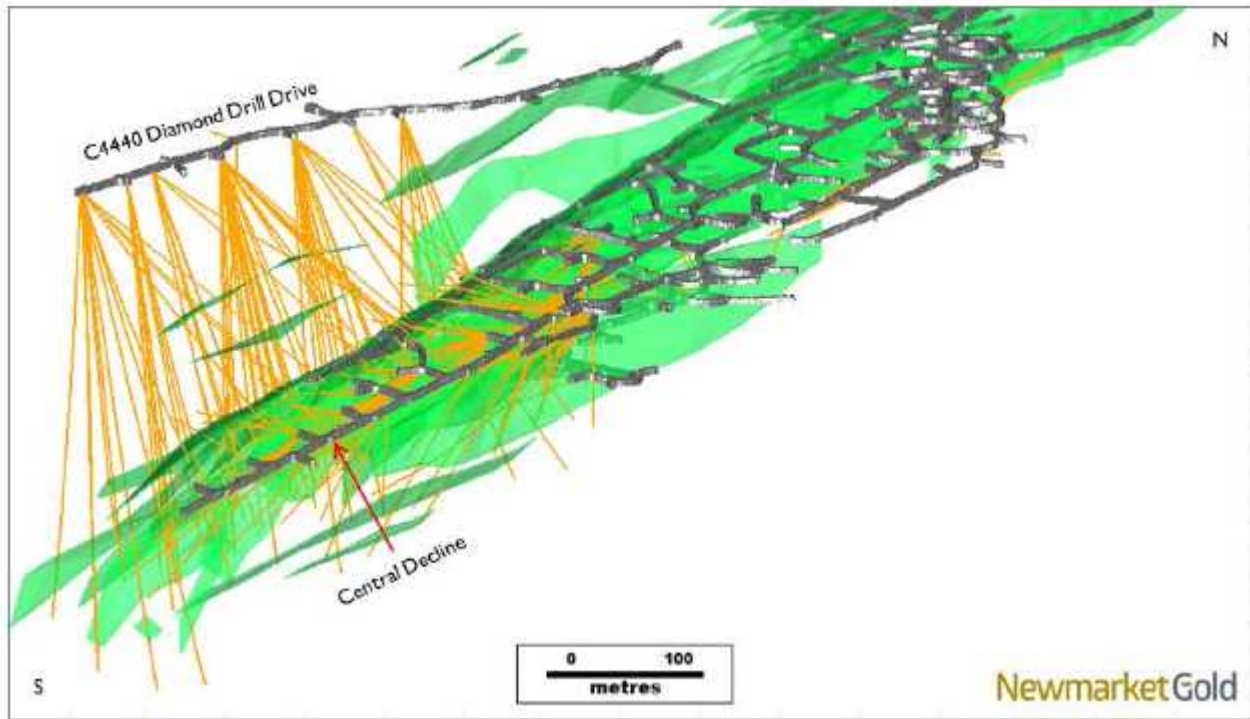 N
C4440 Diamond Drill Drive
Central Decline
S
0 100
metres
NewmarketGold